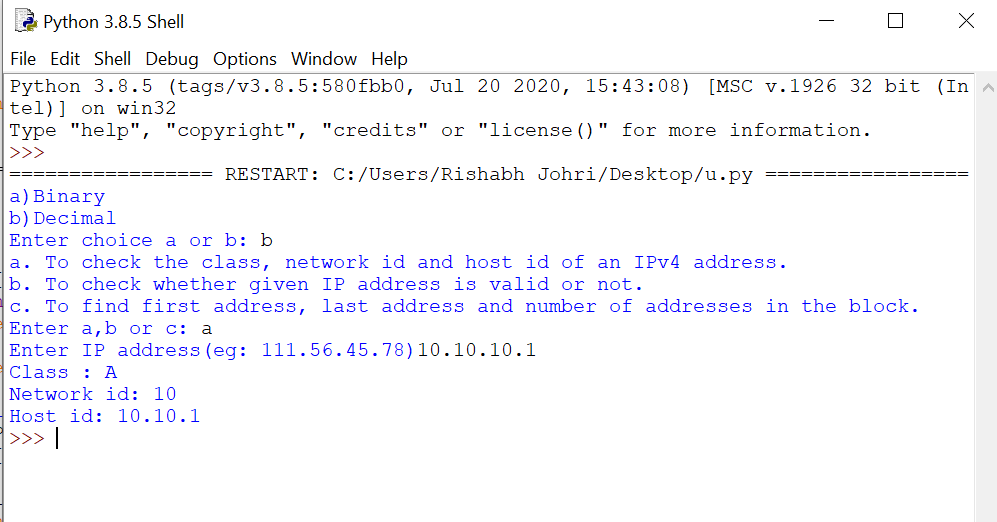 Python 3.8.5 Shell
File Edit Shell Debug Options Window Help
Python 3.8.5 (tags/v3.8.5:580fbb0, Jul 20 2020, 15:43:08) [MSC v.1926 32 bit (In
tel)] on win32
Type "help", "copyright", "credits" or "license()" for more information.
>>>
================= RESTART: C:/Users/Rishabh Johri/Desktop/u.py =================
a)Binary
b)Decimal
Enter choice a or b: b
a. To check the class, network id and host id of an IPv4 address.
b. To check whether given IP address is valid or not.
c. To find first address, last address and number of addresses in the block.
Enter a,b or c: a
Enter IP address(eg: 111.56.45.78)10.10.10.1
Class : A
Network id: 10
Host id: 10.10.1
>>>